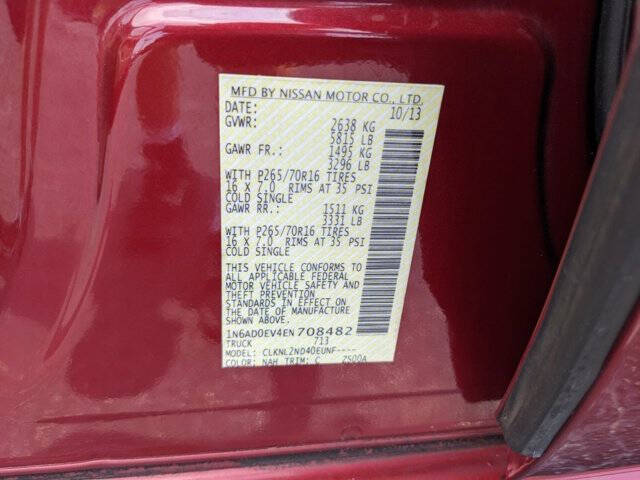 MFD BY NISSAN MOTOR CO., LTD.
DATE: 10/13
GVWR: 2638 KG
5815 LB
GAWR FR.: 1495 KG
3296 LB
WITH P265/70R16 TIRES
16 X 7.0 RIMS AT 35 PSI
COLD SINGLE
GAWR RR.: 1511 KG
3331 LB
WITH P265/70R16 TIRES
16 X 7.0 RIMS AT 35 PSI
COLD SINGLE
THIS VEHICLE CONFORMS TO
ALL APPLICABLE FEDERAL
MOTOR VEHICLE SAFETY AND
THEFT PREVENTION
STANDARDS IN EFFECT ON
THE DATE OF MANUFACTURE
SHOWN ABOVE.
1N6AD0EV4EN708482
TRUCK 713
MODEL: CLKNL2ND40EUNF----
COLOR: NAH TRIM: C 2S00A